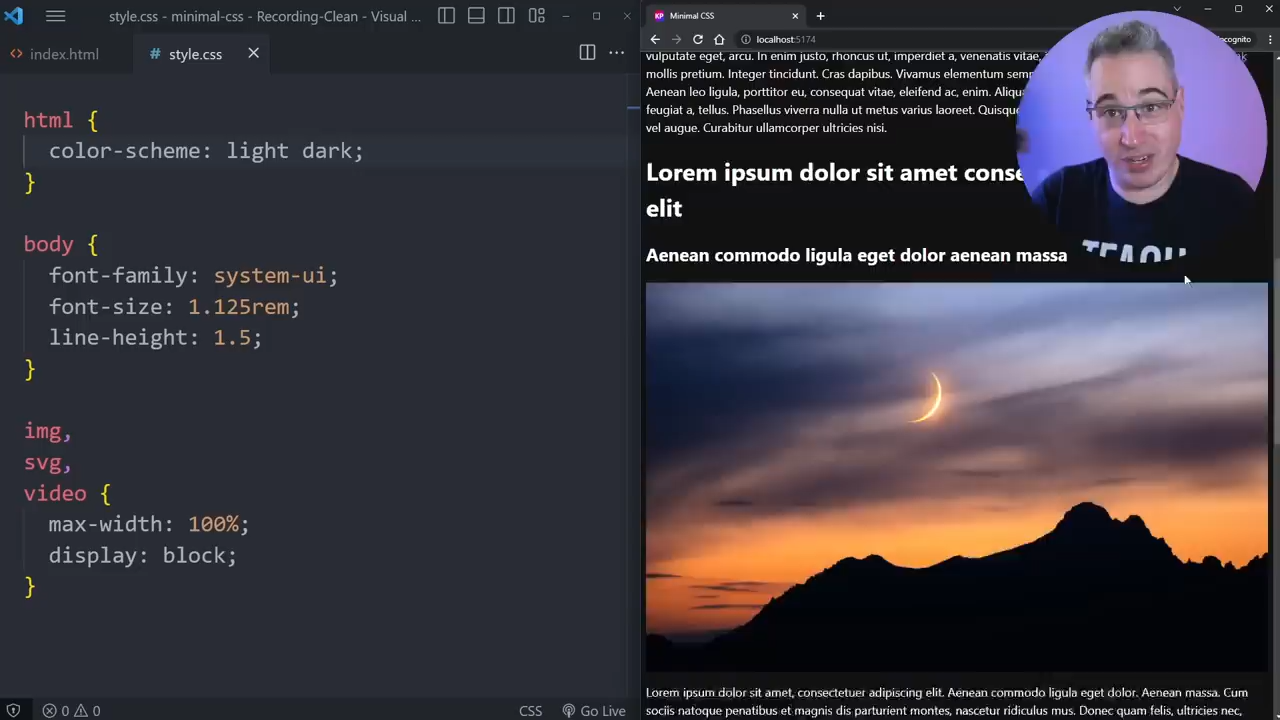 style.css - minimal-css - Recording-Clean - Visual ...
index.html
# style.css
html {
color-scheme: light dark;
}
body {
font-family: system-ui;
font-size: 1.125rem;
line-height: 1.5;
}
img,
svg,
video {
max-width: 100%;
display: block;
}
0 0
CSS
Go Live
KP Minimal CSS
localhost:5174
Incognito
vulputate eget, arcu. In enim justo, rhoncus ut, imperdiet a, venenatis vitae,
mollis pretium. Integer tincidunt. Cras dapibus. Vivamus elementum
Aenean leo ligula, porttitor eu, consequat vitae, eleifend ac, enim.
feugiat a, tellus. Phasellus viverra nulla ut metus varius laoreet.
vel augue. Curabitur ullamcorper ultricies nisi.
Lorem ipsum dolor sit amet conse
elit
Aenean commodo ligula eget dolor aenean massa
TEACH
Lorem ipsum dolor sit amet, consectetuer adipiscing elit. Aenean commodo ligula eget dolor. Aenean massa. Cum
sociis natoque penatibus et magnis dis parturient montes, nascetur ridiculus mus. Donec quam felis, ultricies nec,